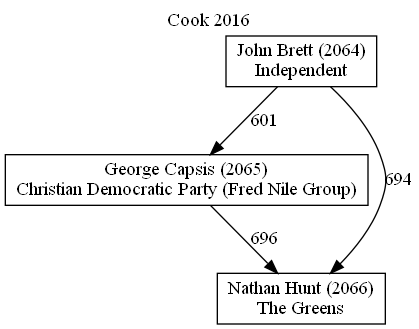 Cook 2016
John Brett (2064)
Independent
601
694
George Capsis (2065)
Christian Democratic Party (Fred Nile Group)
696
Nathan Hunt (2066)
The Greens